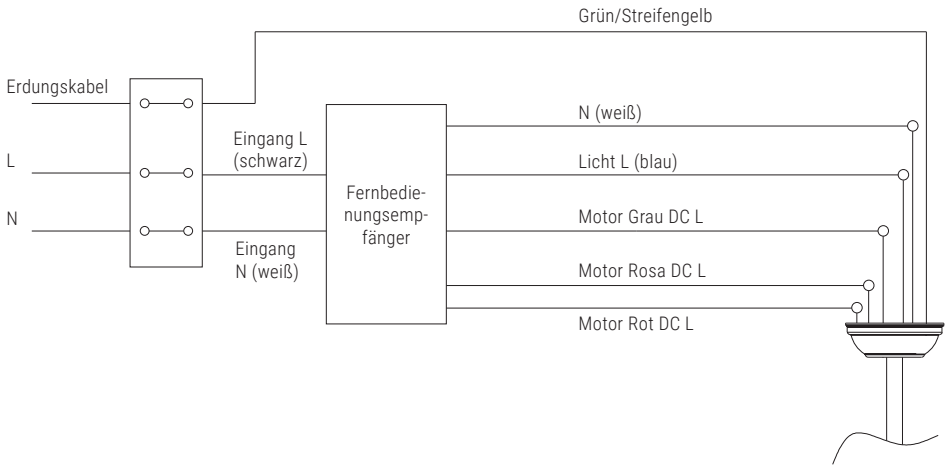 Grün/Streifengelb
Erdungskabel
N (weiß)
Eingang L
(schwarz)
L
Licht L (blau)
Fernbedie-
nungsemp-
fänger
N
Motor Grau DC L
Eingang
N (weiß)
Motor Rosa DC L
Motor Rot DC L